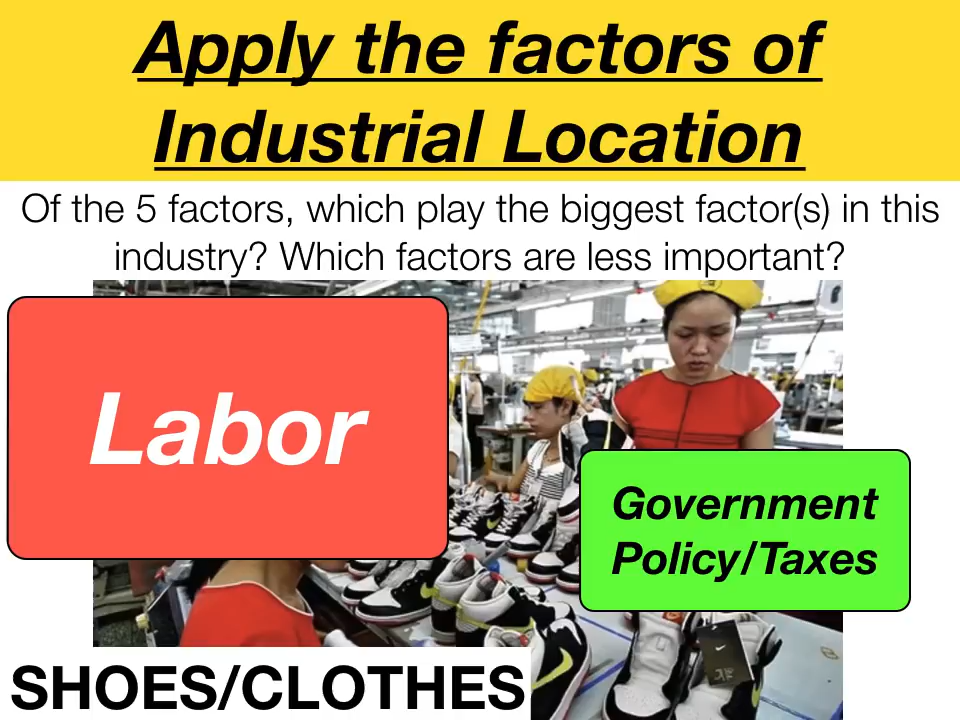 Apply the factors of
Industrial Location
Of the 5 factors, which play the biggest factor(s) in this
industry? Which factors are less important?
Labor
Government
Policy/Taxes
SHOES/CLOTHES